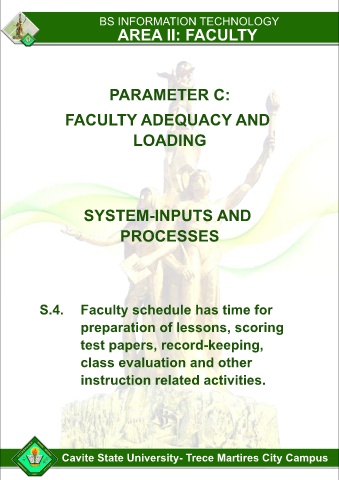 BS INFORMATION TECHNOLOGY
AREA II: FACULTY
PARAMETER C:
FACULTY ADEQUACY AND
LOADING
SYSTEM-INPUTS AND
PROCESSES
S.4. Faculty schedule has time for
preparation of lessons, scoring
test papers, record-keeping,
class evaluation and other
instruction related activities.
Cavite State University- Trece Martires City Campus